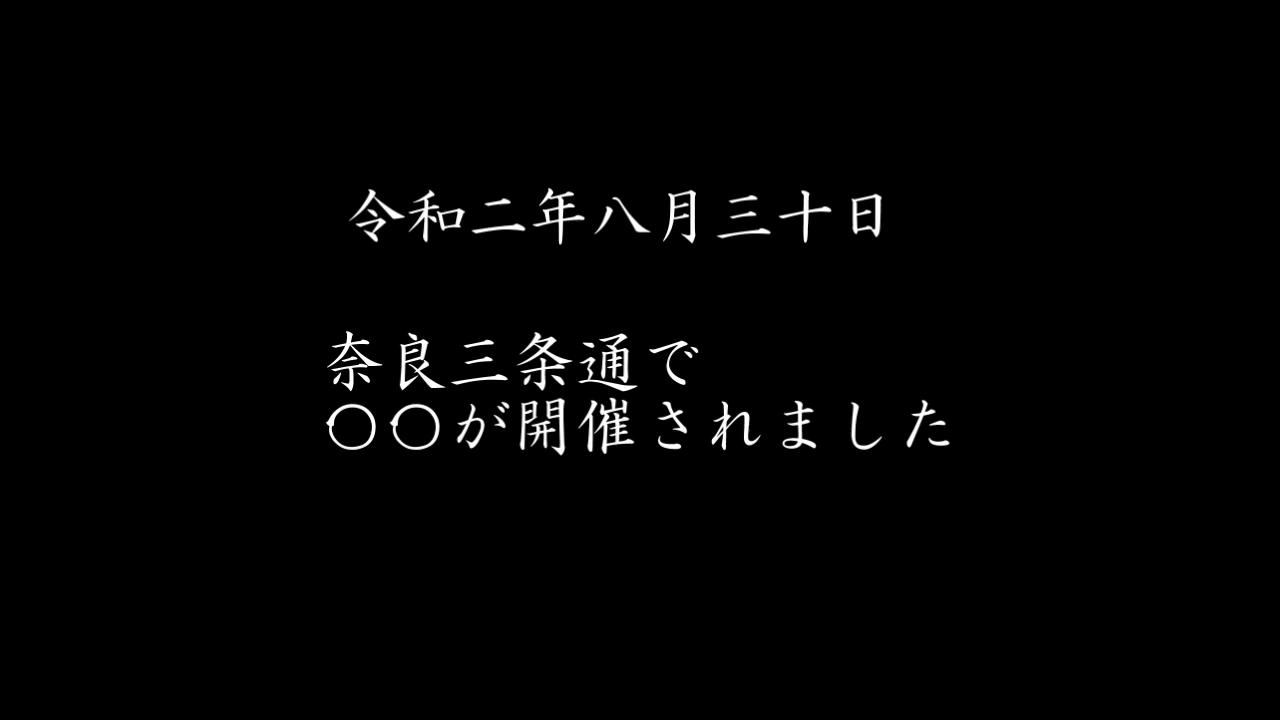 令和二年八月三十日
奈良三条通で
〇〇が開催されました